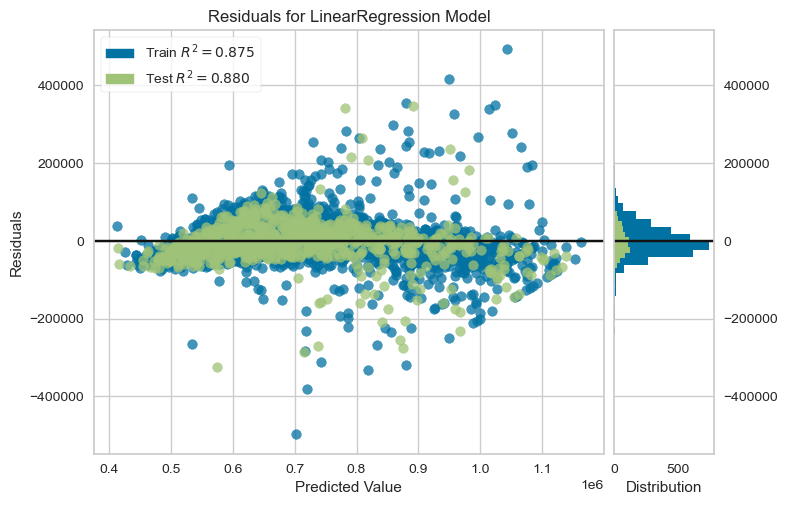 Residuals for LinearRegression Model
Train R² = 0.875
Test R² = 0.880
Residuals
400000
200000
0
−200000
−400000
0.4 0.5 0.6 0.7 0.8 0.9 1.0 1.1
1e6
Predicted Value
400000
200000
0
−200000
−400000
0 500
Distribution